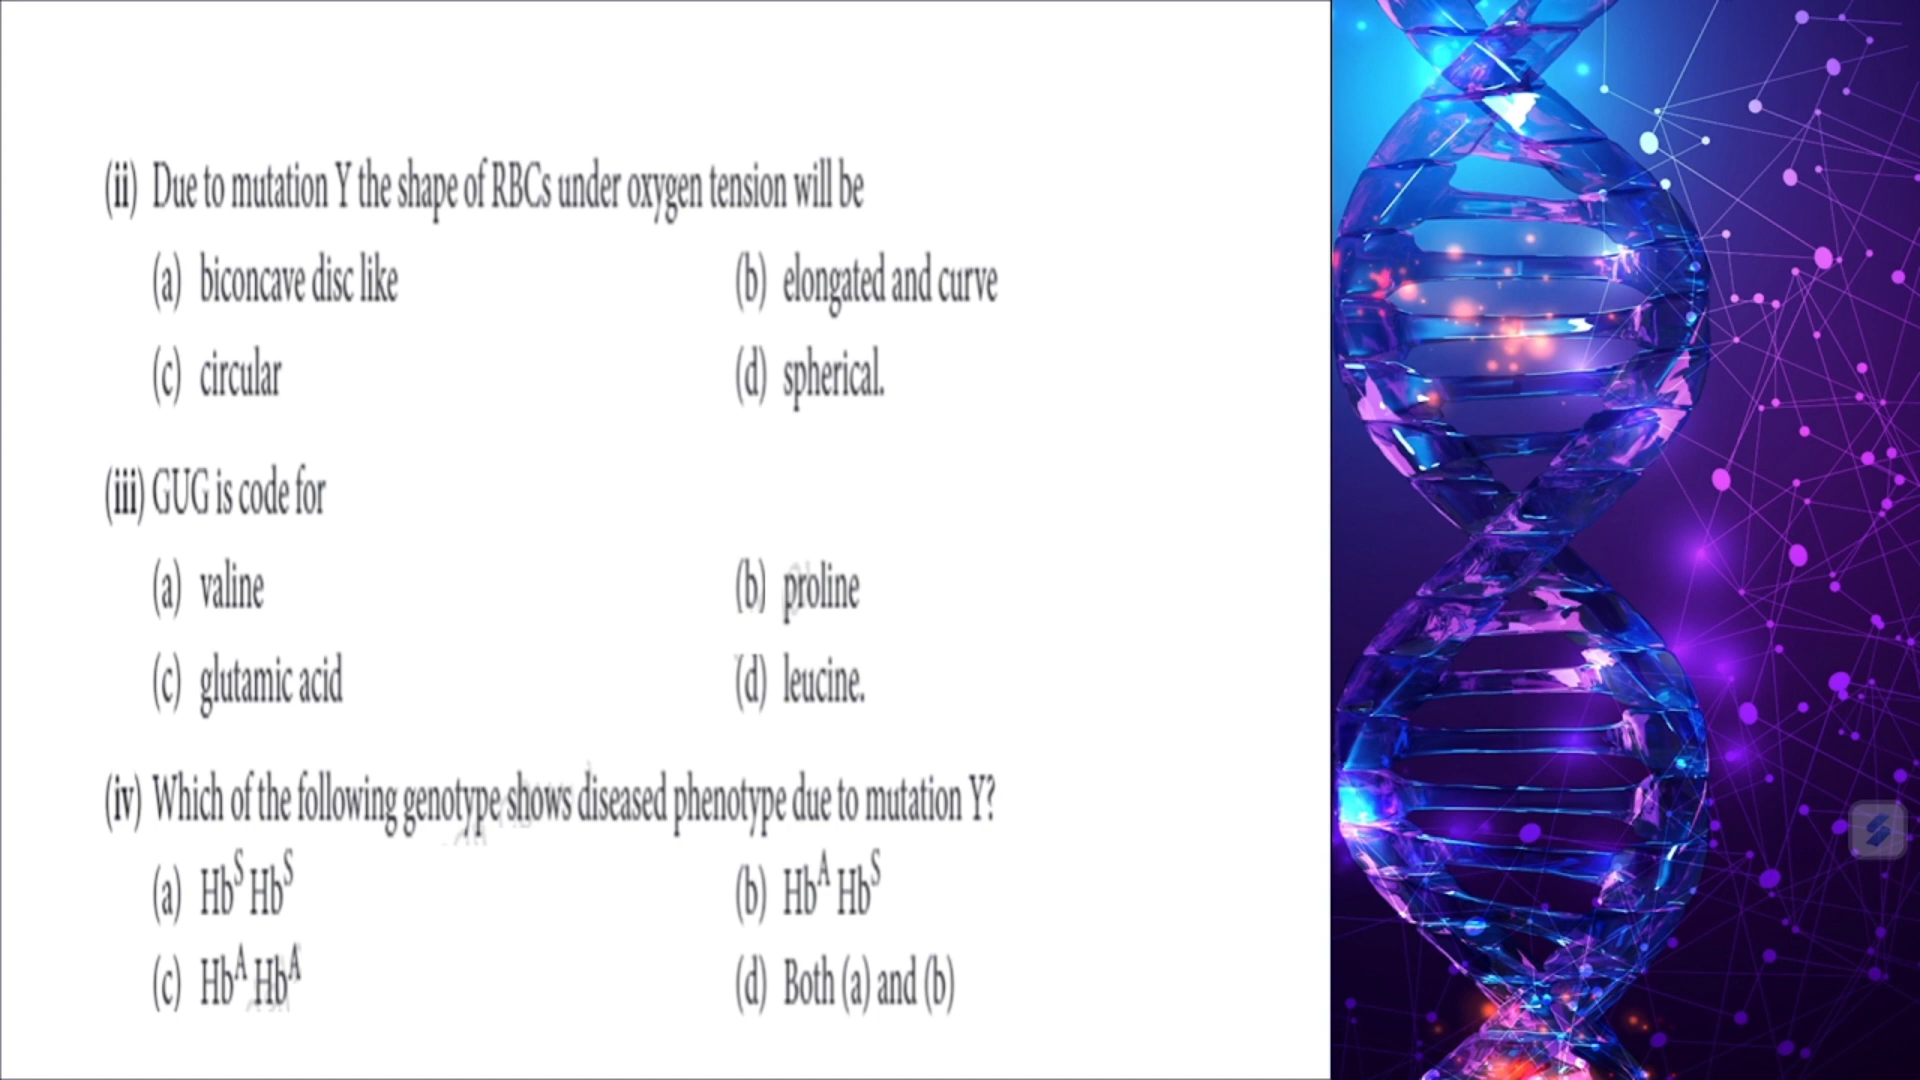 (ii) Due to mutation Y the shape of RBCs under oxygen tension will be
(a) biconcave disc like (b) elongated and curve
(c) circular (d) spherical.
(iii) GUG is code for
(a) valine (b) proline
(c) glutamic acid (d) leucine.
(iv) Which of the following genotype shows diseased phenotype due to mutation Y?
(a) Hb^S Hb^S (b) Hb^A Hb^S
(c) Hb^A Hb^A (d) Both (a) and (b)